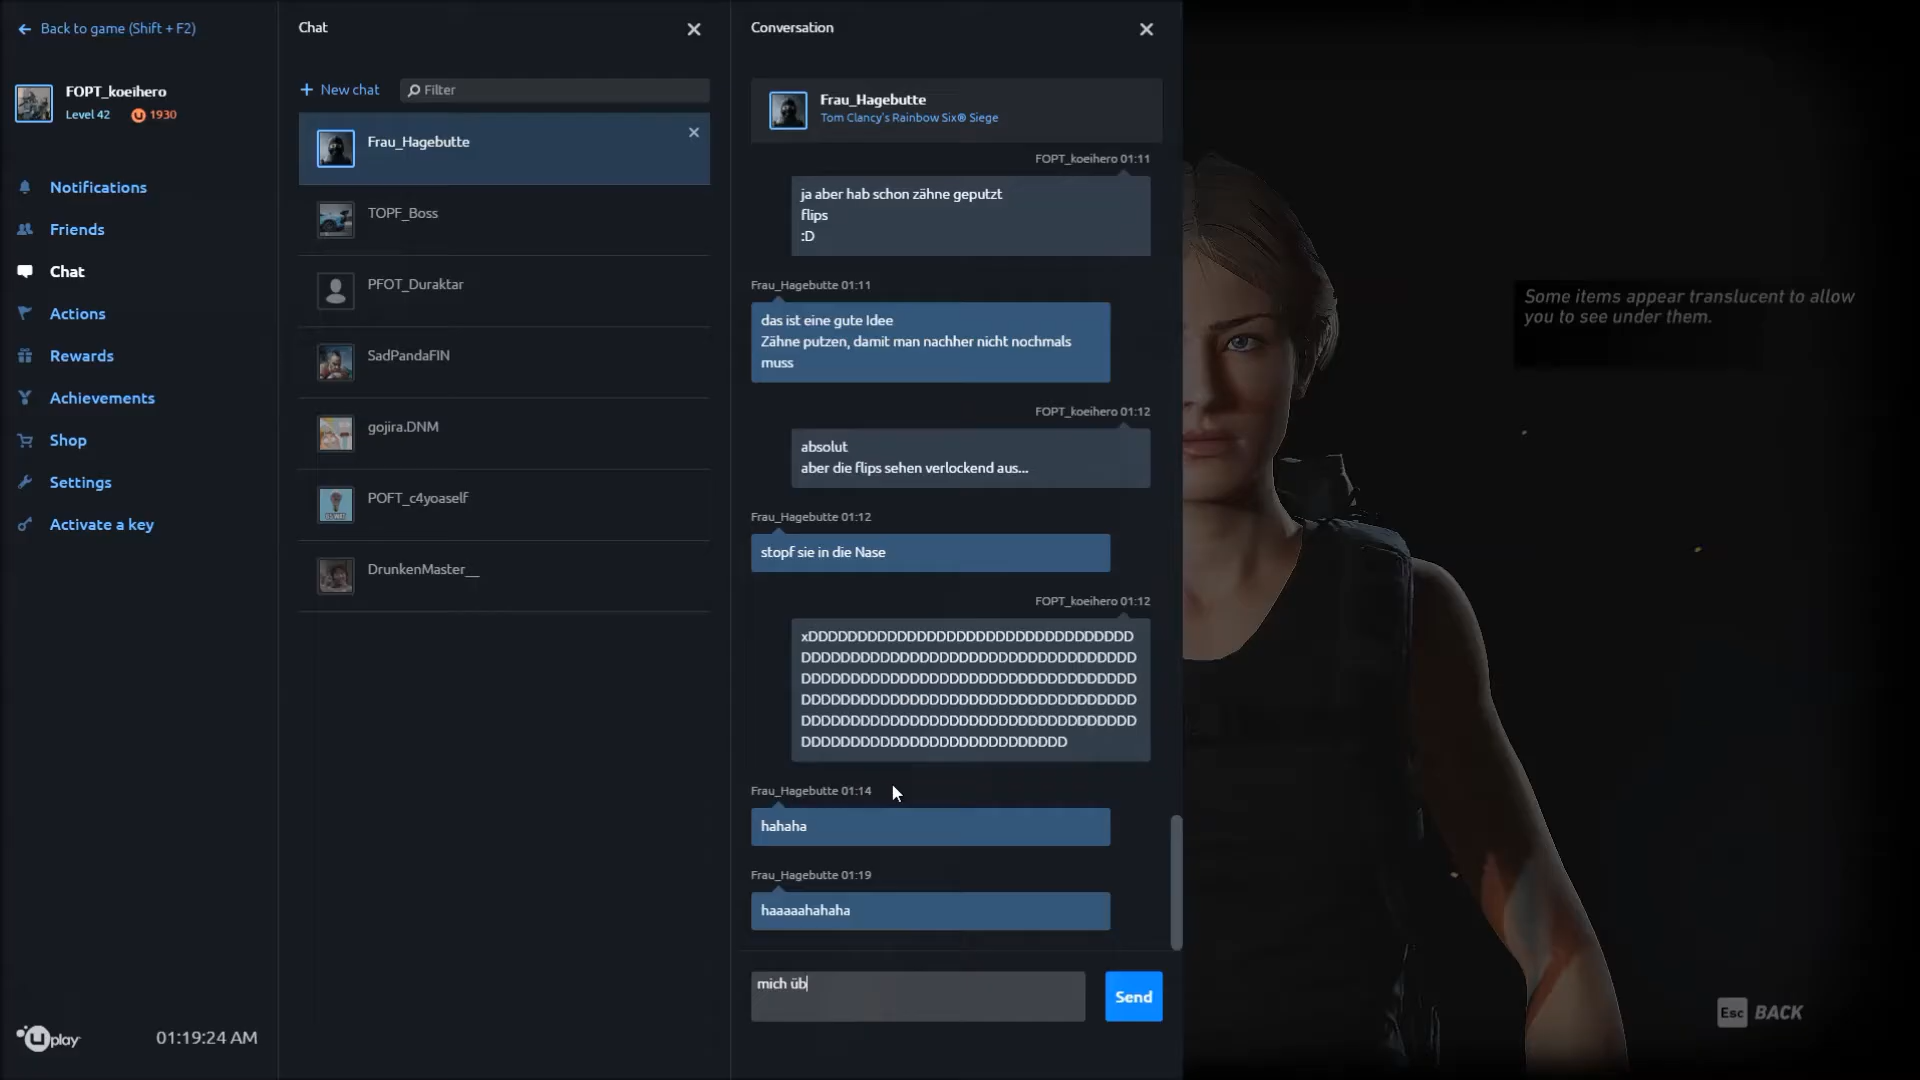 Back to game (Shift + F2)
FOPT_koeihero
Level 42
1930
Notifications
Friends
Chat
Actions
Rewards
Achievements
Shop
Settings
Activate a key
uplay
01:19:24 AM
Chat
New chat
Filter
Frau_Hagebutte
TOPF_Boss
PFOT_Duraktar
SadPandaFIN
gojira.DNM
POFT_c4yoaself
DrunkenMaster__
Conversation
Frau_Hagebutte
Tom Clancy's Rainbow Six® Siege
FOPT_koeihero 01:11
ja aber hab schon zähne geputzt
flips
:D
Frau_Hagebutte 01:11
das ist eine gute Idee
Zähne putzen, damit man nachher nicht nochmals
muss
FOPT_koeihero 01:12
absolut
aber die flips sehen verlockend aus...
Frau_Hagebutte 01:12
stopf sie in die Nase
FOPT_koeihero 01:12
xDDDDDDDDDDDDDDDDDDDDDDDDDDDDDDDDD
DDDDDDDDDDDDDDDDDDDDDDDDDDDDDDDDDD
DDDDDDDDDDDDDDDDDDDDDDDDDDDDDDDDDD
DDDDDDDDDDDDDDDDDDDDDDDDDDDDDDDDDD
DDDDDDDDDDDDDDDDDDDDDDDDDDDDDDDDDD
DDDDDDDDDDDDDDDDDDDDDDDDDDD
Frau_Hagebutte 01:14
hahaha
Frau_Hagebutte 01:19
haaaaahahaha
mich üb
Send
Some items appear translucent to allow
you to see under them.
Esc BACK